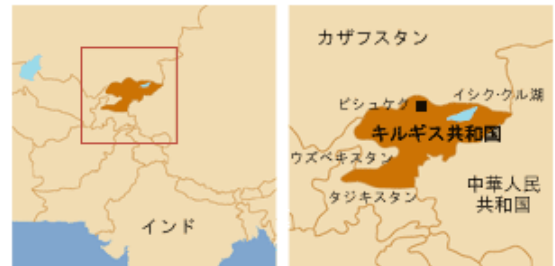 インド
カザフスタン
ビシュケク
イシク・クル湖
キルギス共和国
ウズベキスタン
タジキスタン
中華人民
共和国